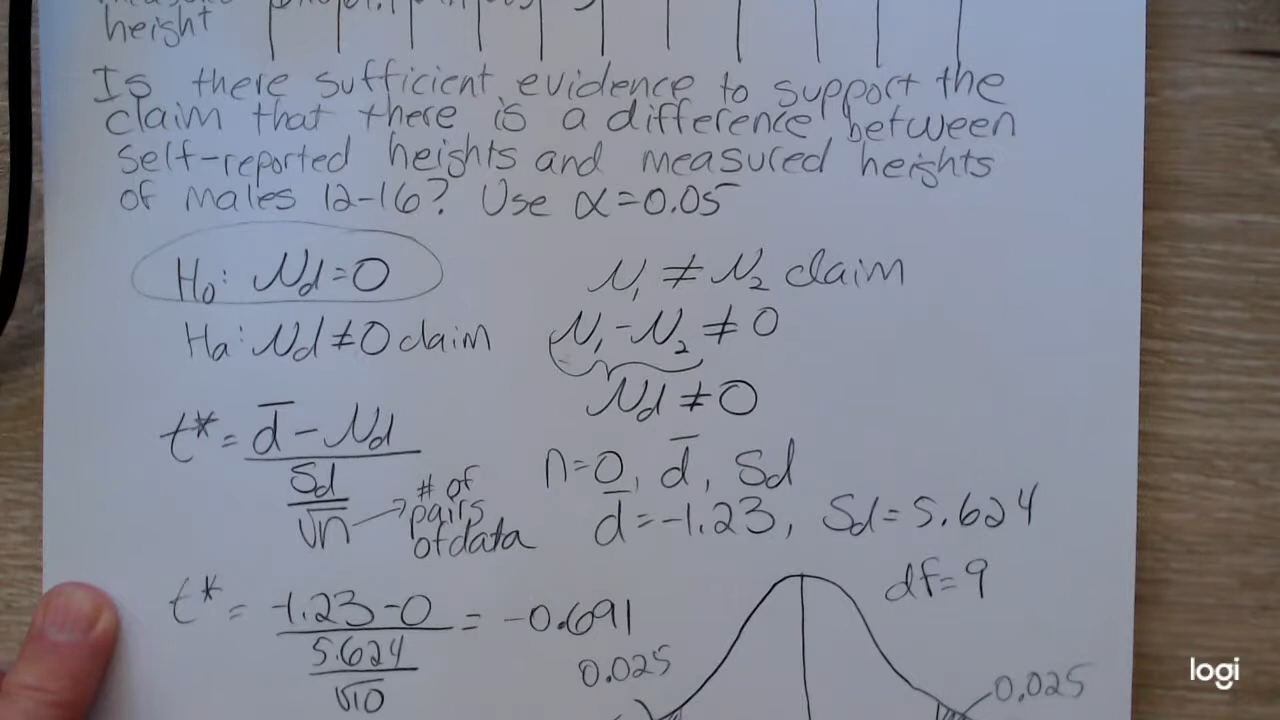 height
Is there sufficient evidence to support the
claim that there is a difference between
self-reported heights and measured heights
of males 12-16? Use α=0.05
H₀: μd=0
μ₁ ≠ μ₂ claim
Ha: μd≠0 claim
μ₁-μ₂ ≠ 0
μd≠0
t* = (d̄ - μd) / (Sd/√n) → # of pairs of data
n=0, d̄, Sd
d̄ = -1.23, Sd = 5.624
df=9
t* = (-1.23-0) / (5.624/√10) = -0.691
0.025
0.025
logi